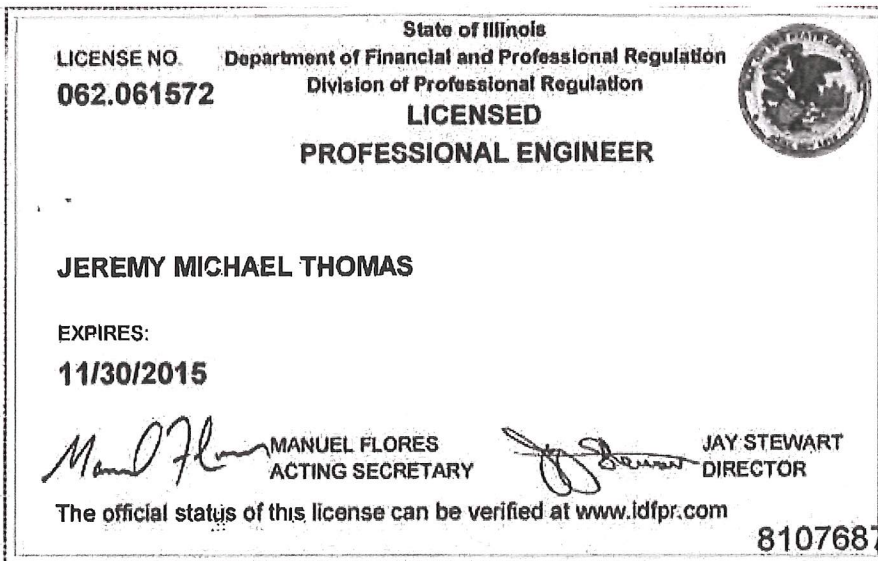 State of Illinois
LICENSE NO. Department of Financial and Professional Regulation
062.061572 Division of Professional Regulation
LICENSED
PROFESSIONAL ENGINEER
JEREMY MICHAEL THOMAS
EXPIRES:
11/30/2015
MANUEL FLORES
ACTING SECRETARY
JAY STEWART
DIRECTOR
The official status of this license can be verified at www.idfpr.com
8107687